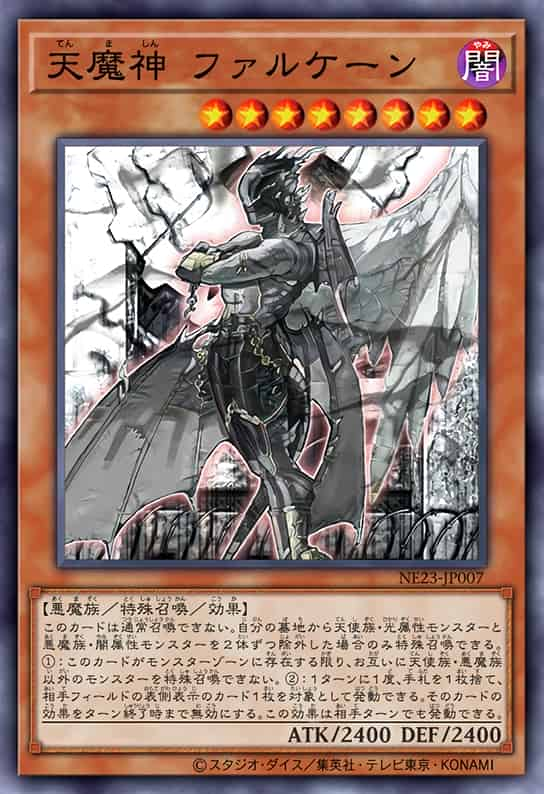 天魔神 ファルケーン
闇
NE23-JP007
【悪魔族／特殊召喚／効果】
このカードは通常召喚できない。自分の墓地から天使族・光属性モンスターと
悪魔族・闇属性モンスターを２体ずつ除外した場合のみ特殊召喚できる。
①：このカードがモンスターゾーンに存在する限り、お互いに天使族・悪魔族
以外のモンスターを特殊召喚できない。②：１ターンに１度、手札を１枚捨て、
相手フィールドの表側表示のカード１枚を対象として発動できる。そのカードの
効果をターン終了時まで無効にする。この効果は相手ターンでも発動できる。
ATK/2400 DEF/2400
©スタジオ・ダイス／集英社・テレビ東京・KONAMI